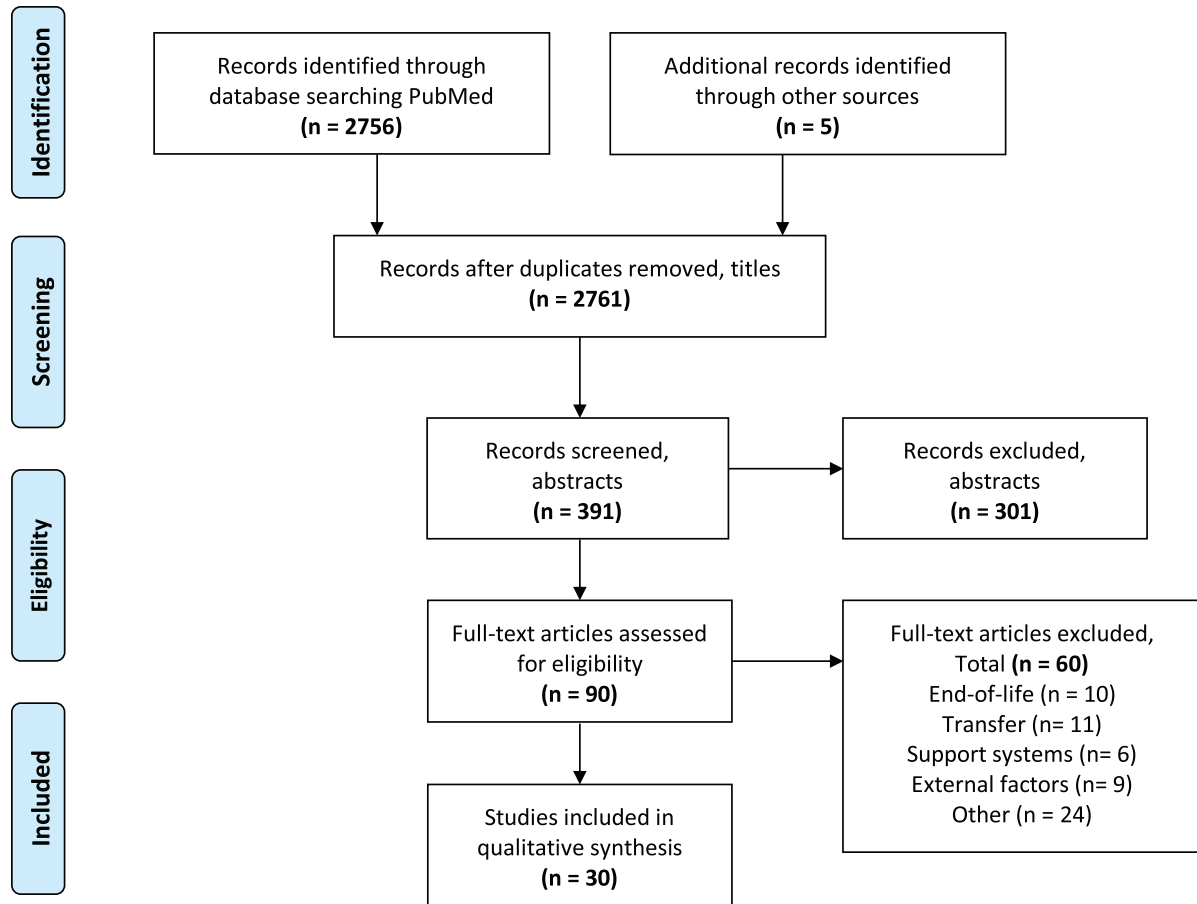 Identification
Records identified through
database searching PubMed
(n = 2756)
Additional records identified
through other sources
(n = 5)
Screening
Records after duplicates removed, titles
(n = 2761)
Records screened,
abstracts
(n = 391)
Records excluded,
abstracts
(n = 301)
Eligibility
Full-text articles assessed
for eligibility
(n = 90)
Full-text articles excluded,
Total (n = 60)
End-of-life (n = 10)
Transfer (n= 11)
Support systems (n= 6)
External factors (n= 9)
Other (n = 24)
Included
Studies included in
qualitative synthesis
(n = 30)